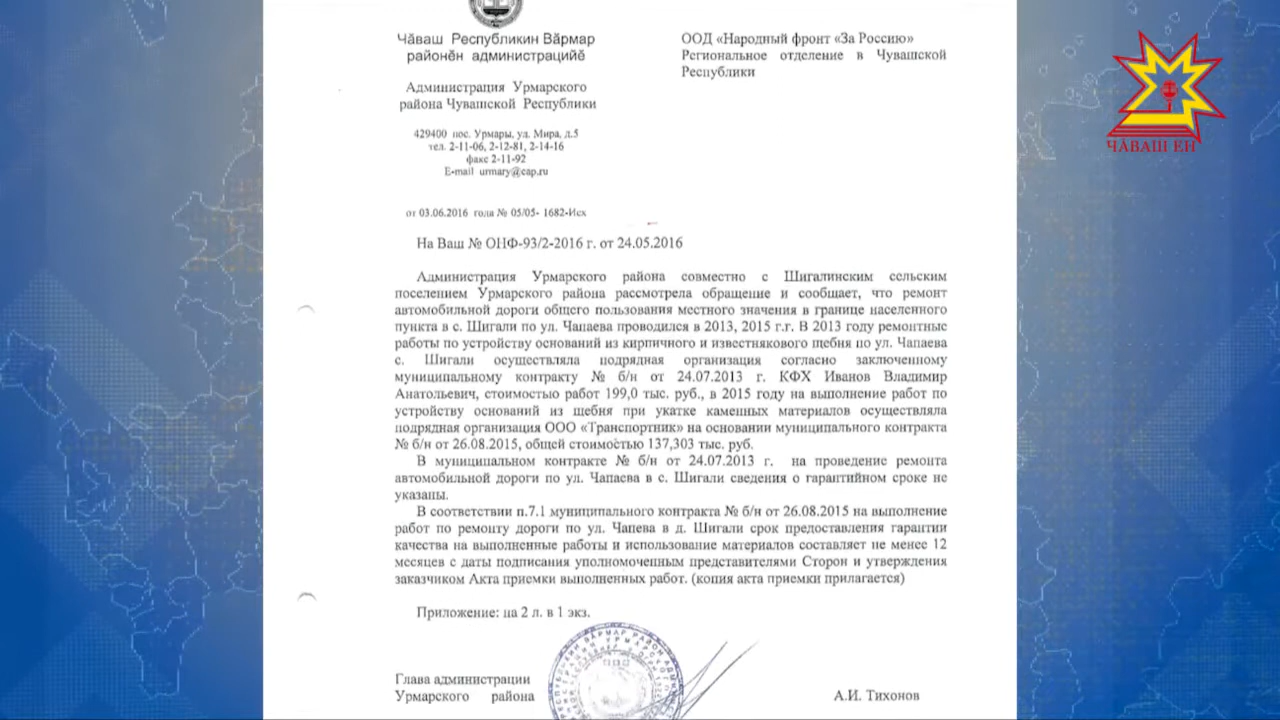 Чӑваш Республикин Вӑрмар
районӗн администрацийӗ
Администрация Урмарского
района Чувашской Республики
429400 пос. Урмары, ул. Мира, д.5
тел. 2-11-06, 2-12-81, 2-14-16
факс 2-11-92
E-mail urmary@cap.ru
от 03.06.2016 года № 05/05- 1682-Исх
ООД «Народный фронт «За Россию»
Региональное отделение в Чувашской
Республики
ЧӐВАШ ЕН
На Ваш № ОНФ-93/2-2016 г. от 24.05.2016
Администрация Урмарского района совместно с Шигалинским сельским
поселением Урмарского района рассмотрела обращение и сообщает, что ремонт
автомобильной дороги общего пользования местного значения в границе населенного
пункта в с. Шигали по ул. Чапаева проводился в 2013, 2015 г.г. В 2013 году ремонтные
работы по устройству оснований из кирпичного и известнякового щебня по ул. Чапаева
с. Шигали осуществляла подрядная организация согласно заключенному
муниципальному контракту № б/н от 24.07.2013 г. КФХ Иванов Владимир
Анатольевич, стоимостью работ 199,0 тыс. руб., в 2015 году на выполнение работ по
устройству оснований из щебня при укатке каменных материалов осуществляла
подрядная организация ООО «Транспортник» на основании муниципального контракта
№ б/н от 26.08.2015, общей стоимостью 137,303 тыс. руб.
В муниципальном контракте № б/н от 24.07.2013 г. на проведение ремонта
автомобильной дороги по ул. Чапаева в с. Шигали сведения о гарантийном сроке не
указаны.
В соответствии п.7.1 муниципального контракта № б/н от 26.08.2015 на выполнение
работ по ремонту дороги по ул. Чапева в д. Шигали срок предоставления гарантии
качества на выполненные работы и использование материалов составляет не менее 12
месяцев с даты подписания уполномоченным представителями Сторон и утверждения
заказчиком Акта приемки выполненных работ. (копия акта приемки прилагается)
Приложение: на 2 л. в 1 экз.
Глава администрации
Урмарского района
А.И. Тихонов